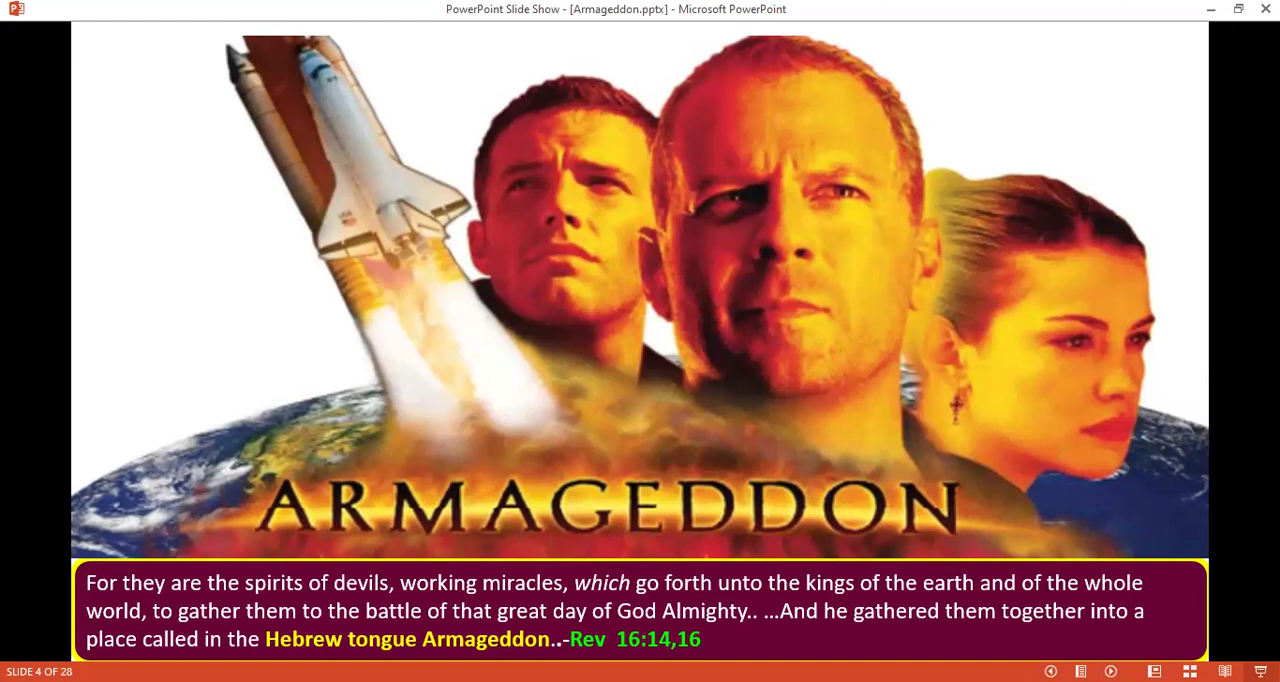 PowerPoint Slide Show - [Armageddon.pptx] - Microsoft PowerPoint
USA
ARMAGEDDON
For they are the spirits of devils, working miracles, which go forth unto the kings of the earth and of the whole
world, to gather them to the battle of that great day of God Almighty.. ...And he gathered them together into a
place called in the Hebrew tongue Armageddon..-Rev 16:14,16
SLIDE 4 OF 28